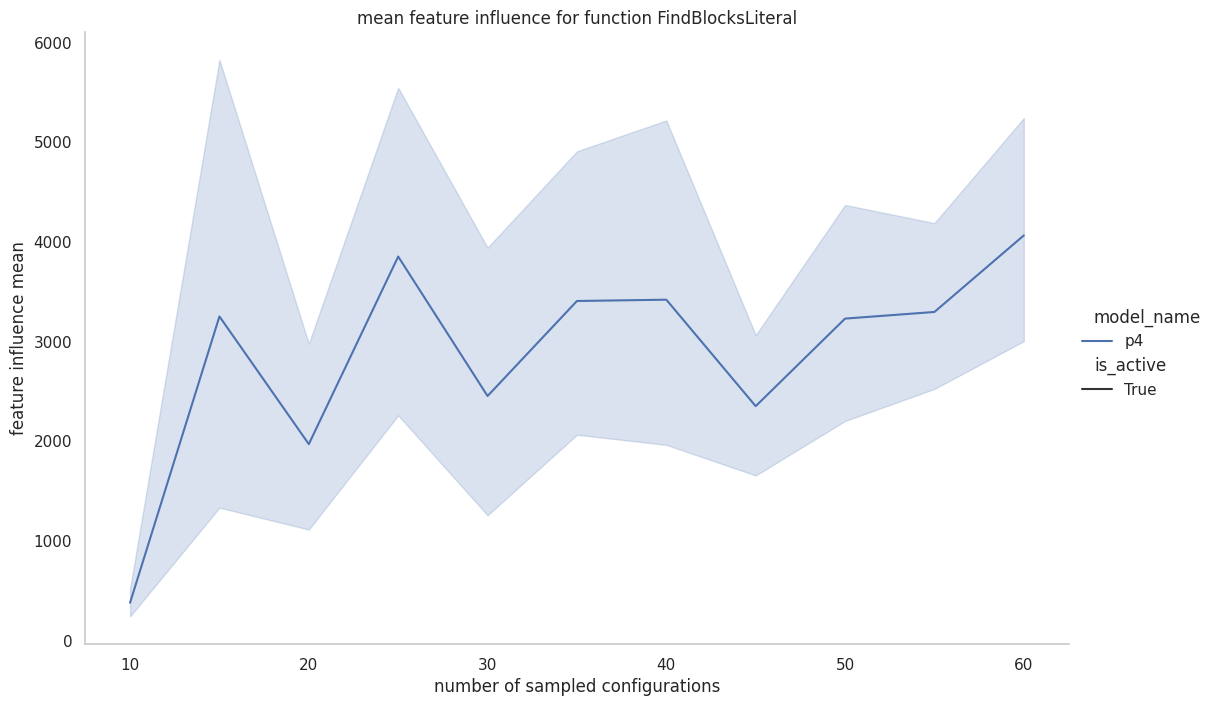 mean feature influence for function FindBlocksLiteral
6000
5000
4000
3000
2000
1000
0
feature influence mean
10 20 30 40 50 60
number of sampled configurations
model_name
p4
is_active
True